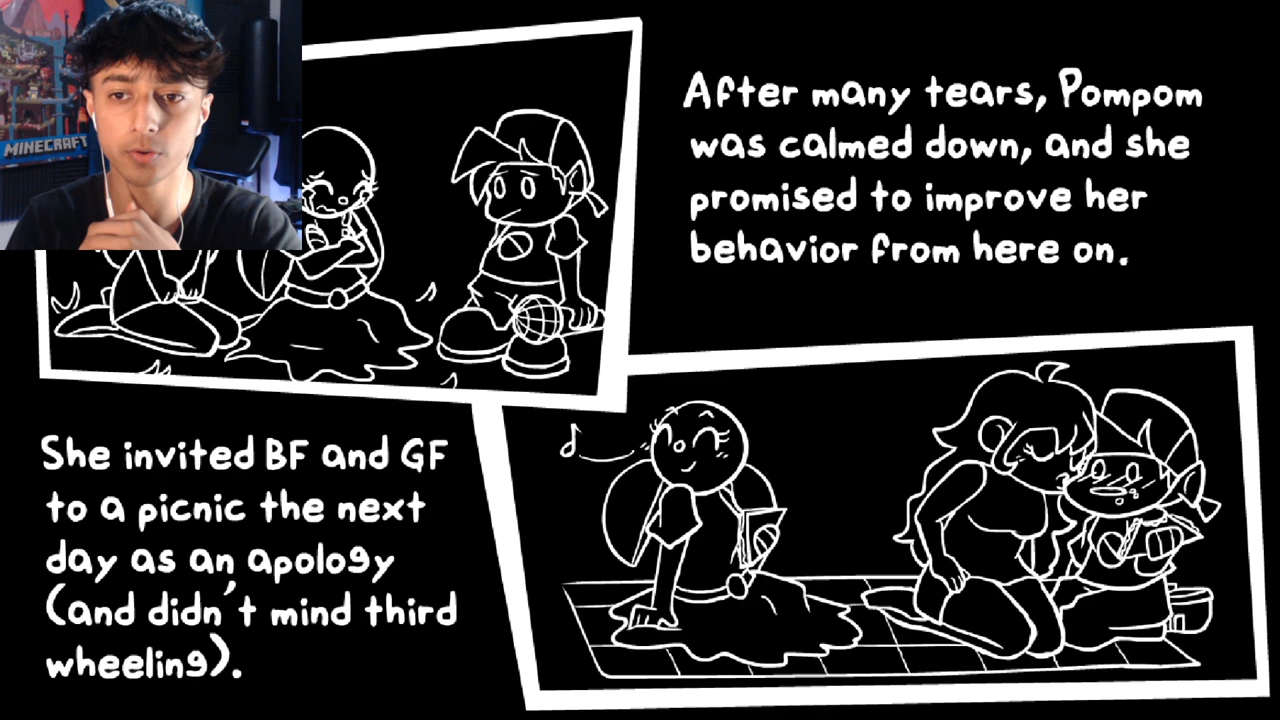 MINECRAFT
After many tears, Pompom
was calmed down, and she
promised to improve her
behavior from here on.
She invited BF and GF
to a picnic the next
day as an apology
(and didn't mind third
wheeling).